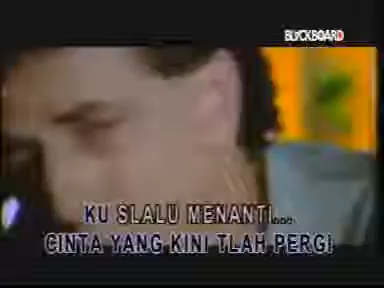 BLACKBOARD
KU SLALU MENANTI....
CINTA YANG KINI TLAH PERGI